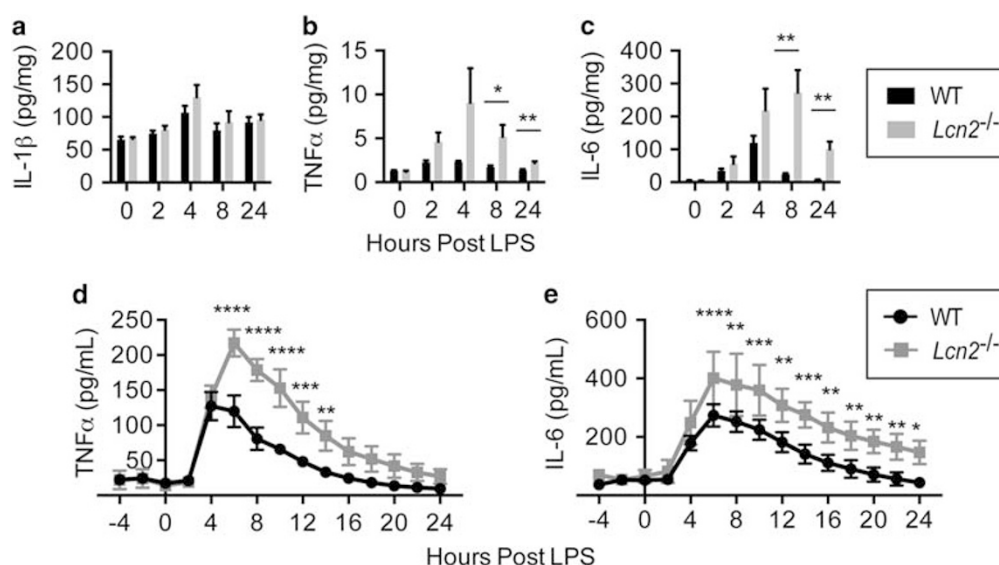 a
IL-1β (pg/mg)
200
150
100
50
0
0 2 4 8 24
b
TNFα (pg/mg)
15
10
5
0
* **
0 2 4 8 24
c
IL-6 (pg/mg)
400
300
200
100
0
** **
0 2 4 8 24
WT
Lcn2-/-
Hours Post LPS
d
TNFα (pg/mL)
250
200
150
100
50
**** **** **** *** **
-4 0 4 8 12 16 20 24
e
IL-6 (pg/mL)
600
400
200
**** ** *** ** *** ** ** ** ** *
-4 0 4 8 12 16 20 24
WT
Lcn2-/-
Hours Post LPS